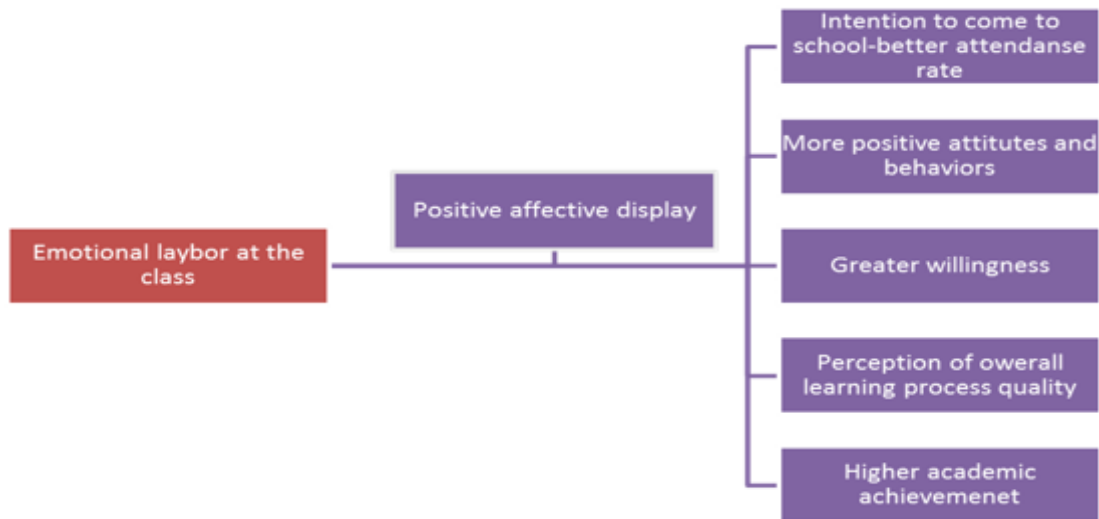 Emotional laybor at the
class
Positive affective display
Intention to come to
school-better attendanse
rate
More positive attitutes and
behaviors
Greater willingness
Perception of owerall
learning process quality
Higher academic
achievemenet